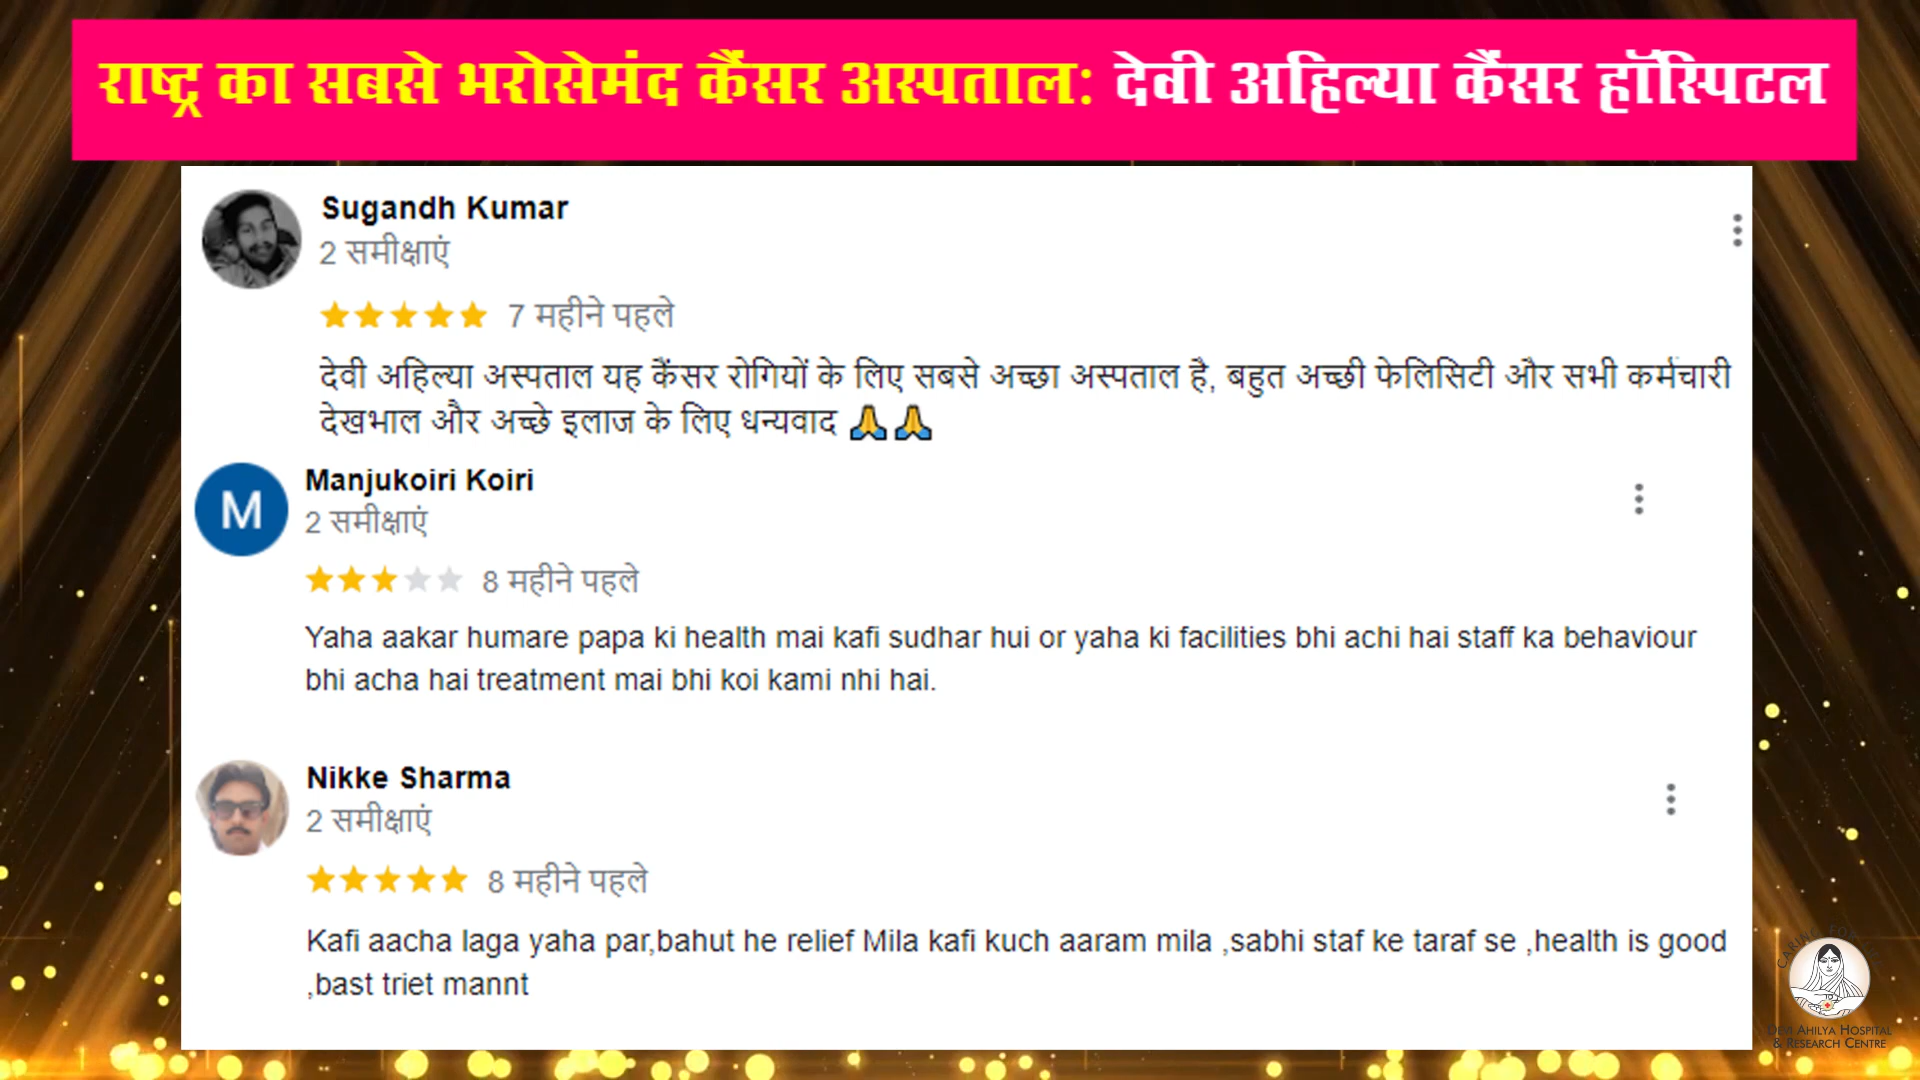 राष्ट्र का सबसे भरोसेमंद कैंसर अस्पताल: देवी अहिल्या कैंसर हॉस्पिटल
Sugandh Kumar
2 समीक्षाएं
7 महीने पहले
देवी अहिल्या अस्पताल यह कैंसर रोगियों के लिए सबसे अच्छा अस्पताल है, बहुत अच्छी फेलिसिटी और सभी कर्मचारी
देखभाल और अच्छे इलाज के लिए धन्यवाद 🙏🙏
M
Manjukoiri Koiri
2 समीक्षाएं
8 महीने पहले
Yaha aakar humare papa ki health mai kafi sudhar hui or yaha ki facilities bhi achi hai staff ka behaviour
bhi acha hai treatment mai bhi koi kami nhi hai.
Nikke Sharma
2 समीक्षाएं
8 महीने पहले
Kafi aacha laga yaha par,bahut he relief Mila kafi kuch aaram mila ,sabhi staf ke taraf se ,health is good
,bast triet mannt
CARING FOR
DEVI AHILYA HOSPITAL
& RESEARCH CENTRE